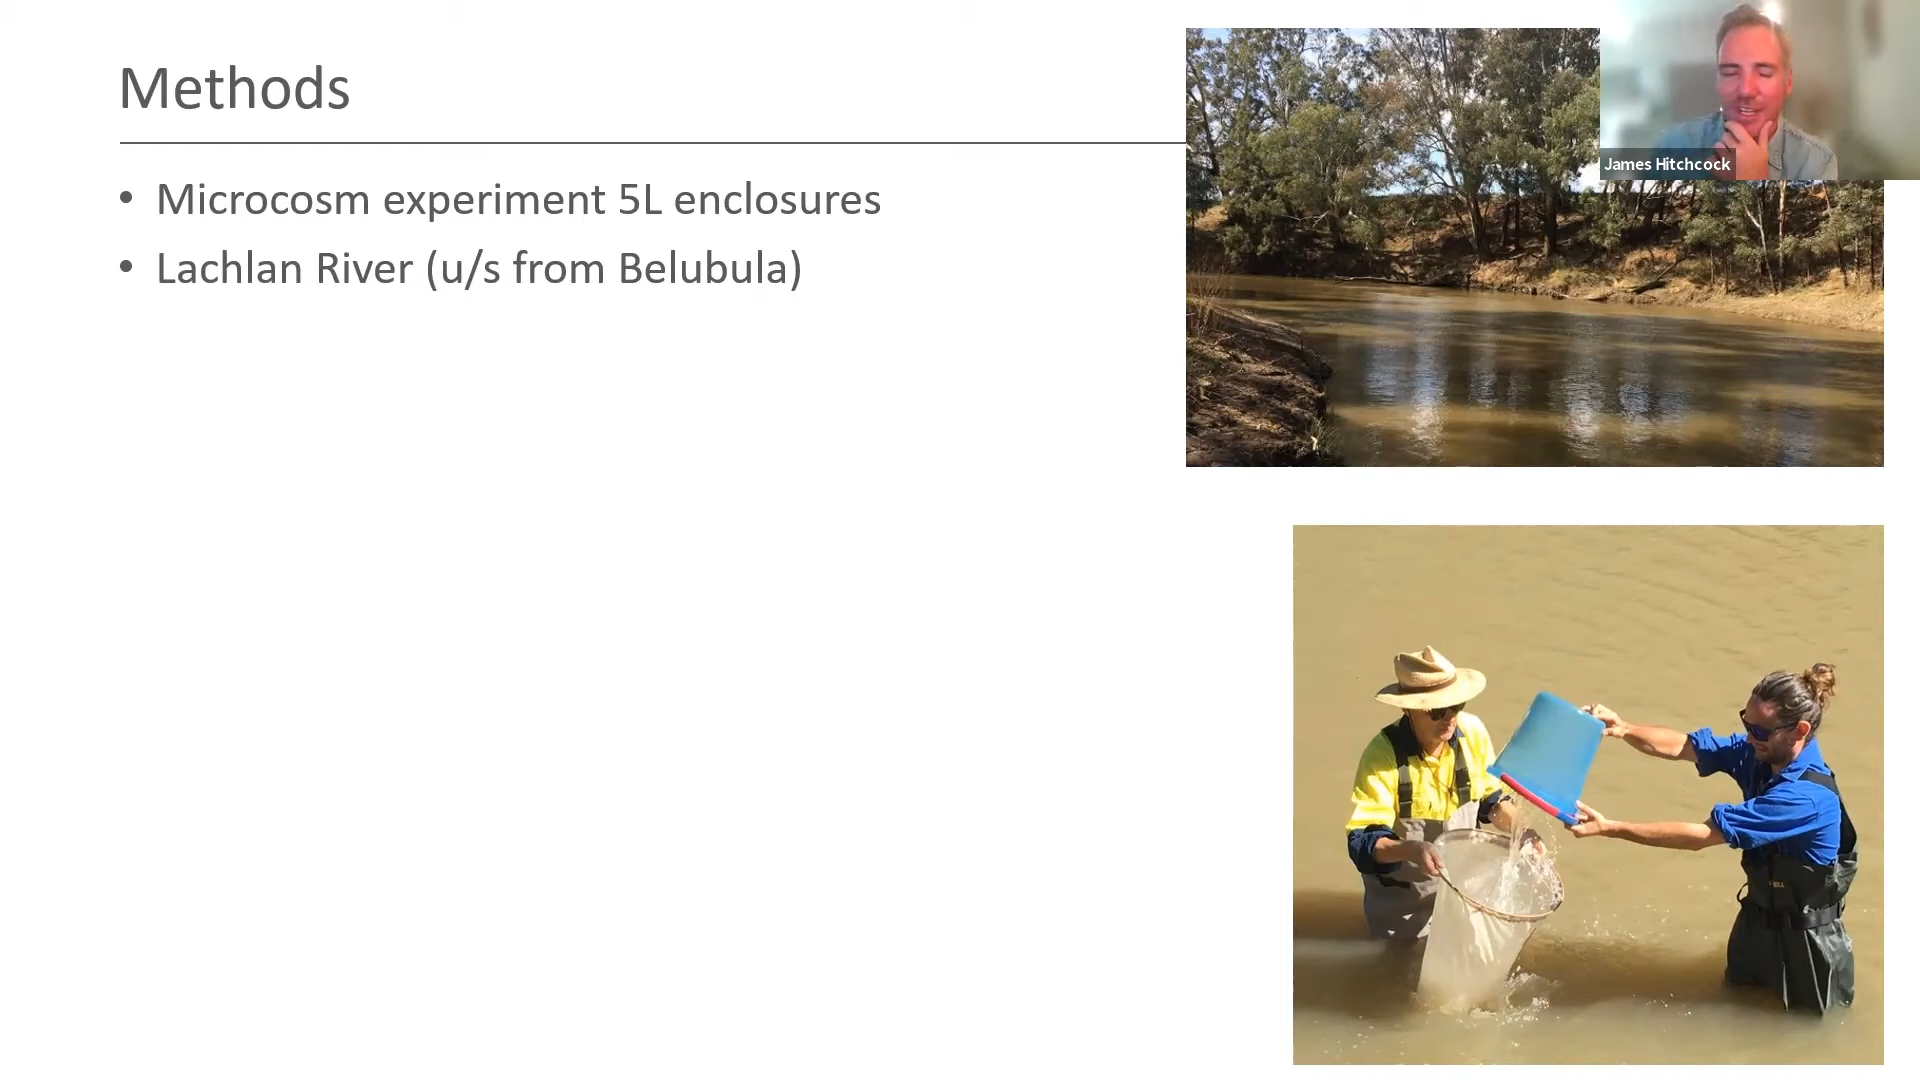 Methods
• Microcosm experiment 5L enclosures
• Lachlan River (u/s from Belubula)
James Hitchcock